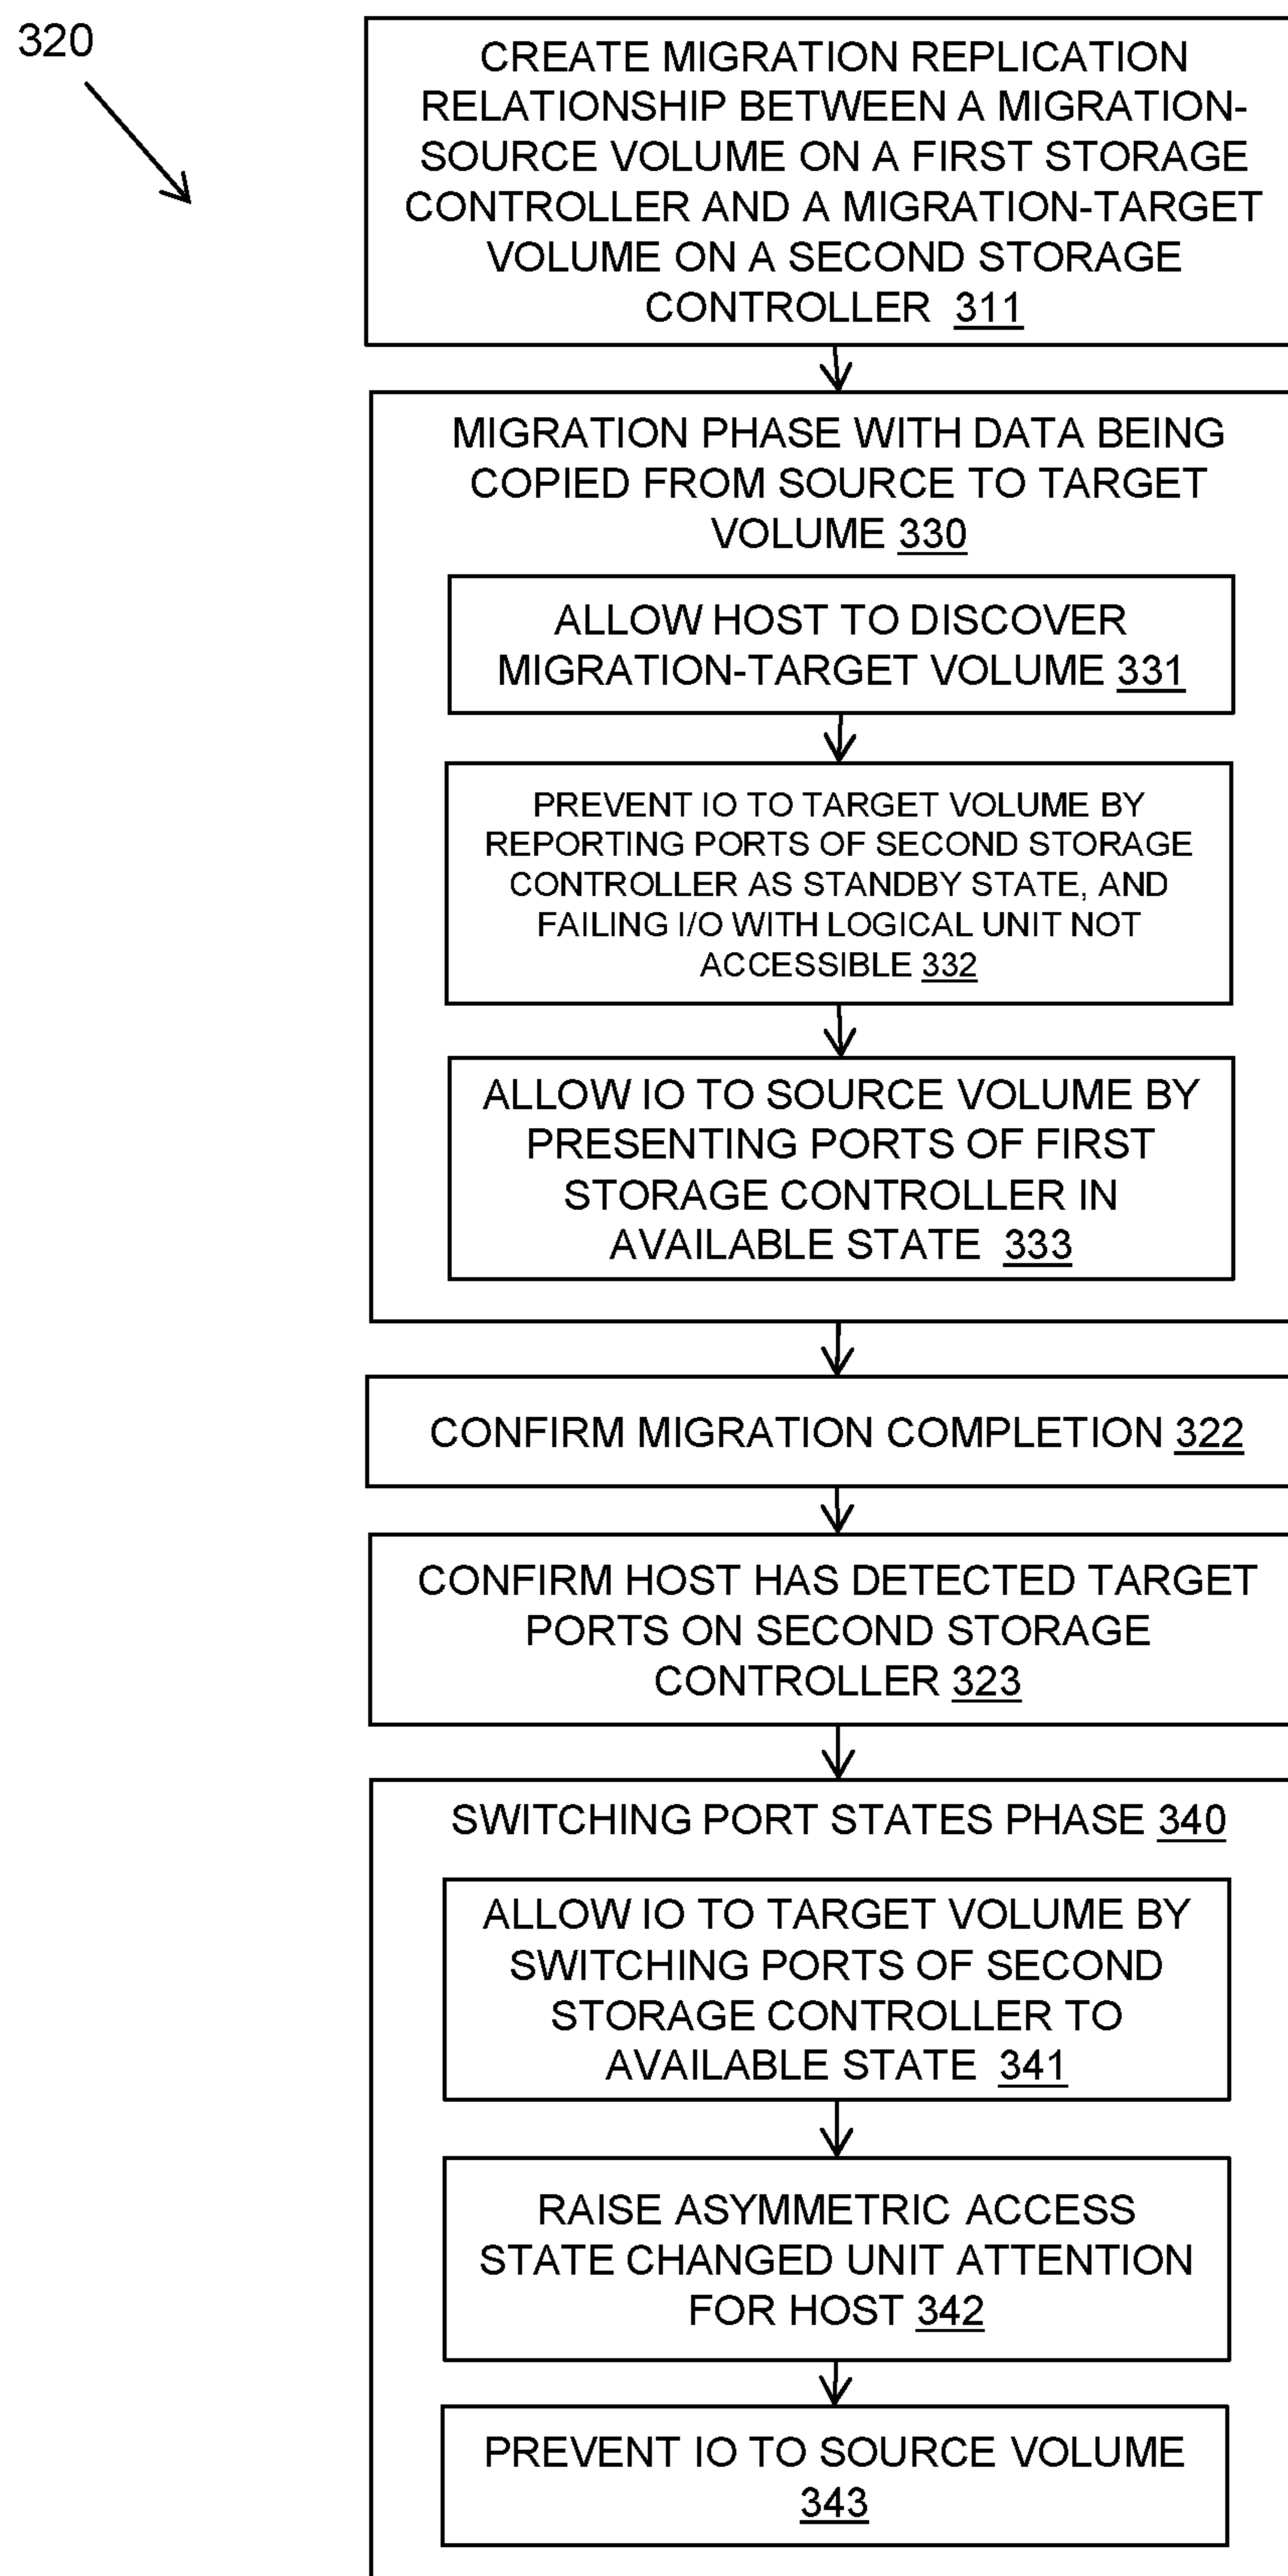 320
CREATE MIGRATION REPLICATION
RELATIONSHIP BETWEEN A MIGRATION-
SOURCE VOLUME ON A FIRST STORAGE
CONTROLLER AND A MIGRATION-TARGET
VOLUME ON A SECOND STORAGE
CONTROLLER 311
MIGRATION PHASE WITH DATA BEING
COPIED FROM SOURCE TO TARGET
VOLUME 330
ALLOW HOST TO DISCOVER
MIGRATION-TARGET VOLUME 331
PREVENT IO TO TARGET VOLUME BY
REPORTING PORTS OF SECOND STORAGE
CONTROLLER AS STANDBY STATE, AND
FAILING I/O WITH LOGICAL UNIT NOT
ACCESSIBLE 332
ALLOW IO TO SOURCE VOLUME BY
PRESENTING PORTS OF FIRST
STORAGE CONTROLLER IN
AVAILABLE STATE 333
CONFIRM MIGRATION COMPLETION 322
CONFIRM HOST HAS DETECTED TARGET
PORTS ON SECOND STORAGE
CONTROLLER 323
SWITCHING PORT STATES PHASE 340
ALLOW IO TO TARGET VOLUME BY
SWITCHING PORTS OF SECOND
STORAGE CONTROLLER TO
AVAILABLE STATE 341
RAISE ASYMMETRIC ACCESS
STATE CHANGED UNIT ATTENTION
FOR HOST 342
PREVENT IO TO SOURCE VOLUME
343